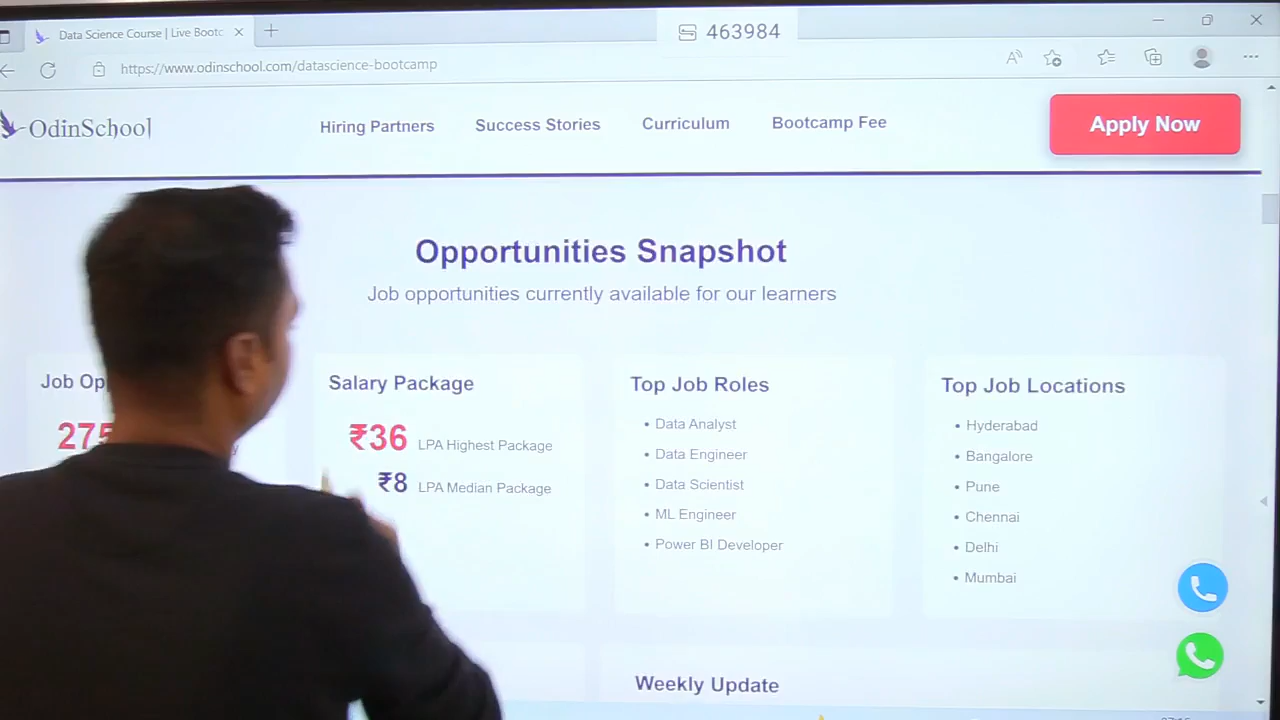 Data Science Course | Live Bootc
463984
https://www.odinschool.com/datascience-bootcamp
OdinSchool
Hiring Partners
Success Stories
Curriculum
Bootcamp Fee
Apply Now
Opportunities Snapshot
Job opportunities currently available for our learners
Job
Salary Package
₹36 LPA Highest Package
₹8 LPA Median Package
Top Job Roles
• Data Analyst
• Data Engineer
• Data Scientist
• ML Engineer
• Power BI Developer
Top Job Locations
• Hyderabad
• Bangalore
• Pune
• Chennai
• Delhi
• Mumbai
Weekly Update